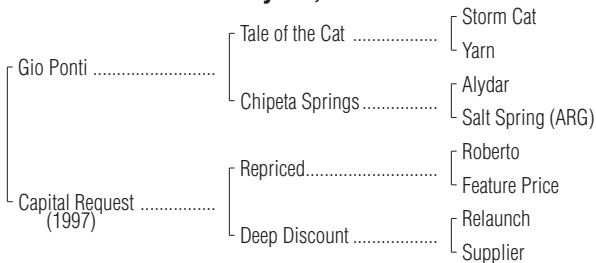 Storm Cat
Tale of the Cat ..................
Yarn
Gio Ponti ..........................
Alydar
Chipeta Springs................
Salt Spring (ARG)
Roberto
Repriced............................
Feature Price
Capital Request ................
(1997)
Relaunch
Deep Discount ..................
Supplier